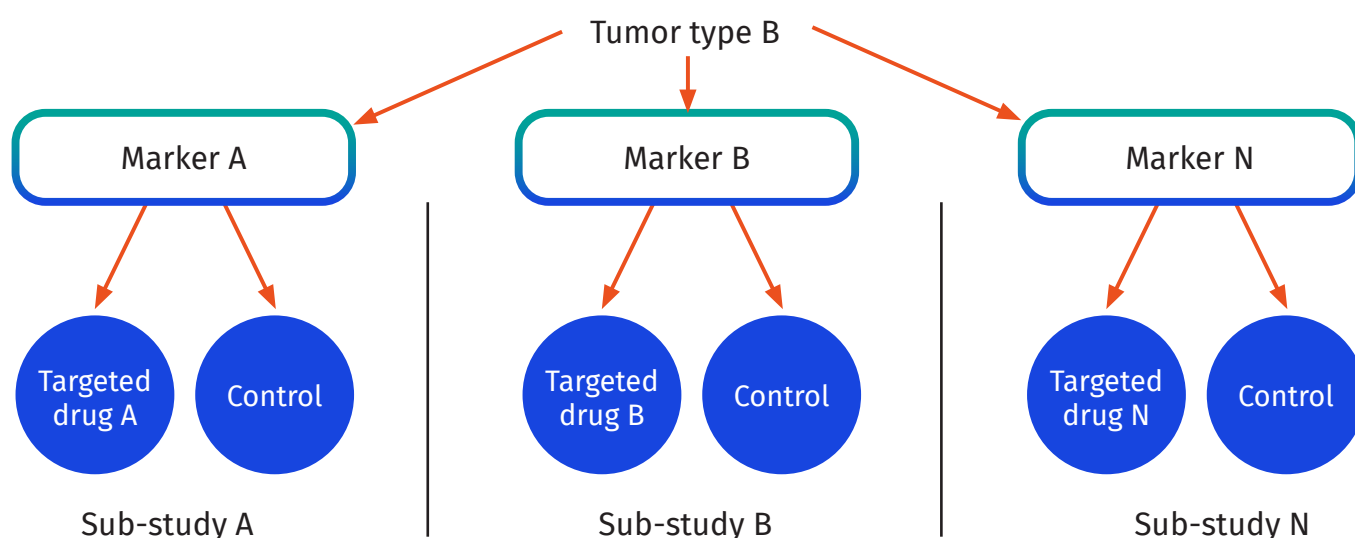 Tumor type B
Marker A
Marker B
Marker N
Targeted
drug A
Control
Targeted
drug B
Control
Targeted
drug N
Control
Sub-study A
Sub-study B
Sub-study N